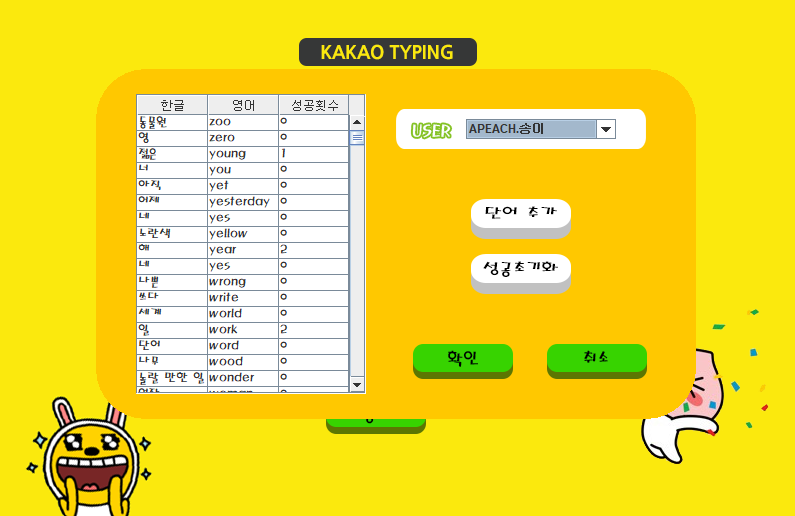 KAKAO TYPING
한글 영어 성공횟수
동물원 zoo 0
영 zero 0
젊은 young 1
너 you 0
아직 yet 0
어제 yesterday 0
네 yes 0
노란색 yellow 0
해 year 2
네 yes 0
나쁜 wrong 0
쓰다 write 0
세계 world 0
일 work 2
단어 word 0
나무 wood 0
놀랄 만한 일 wonder 0
USER APEACH.송이
단어 추가
성공초기화
확인 취소